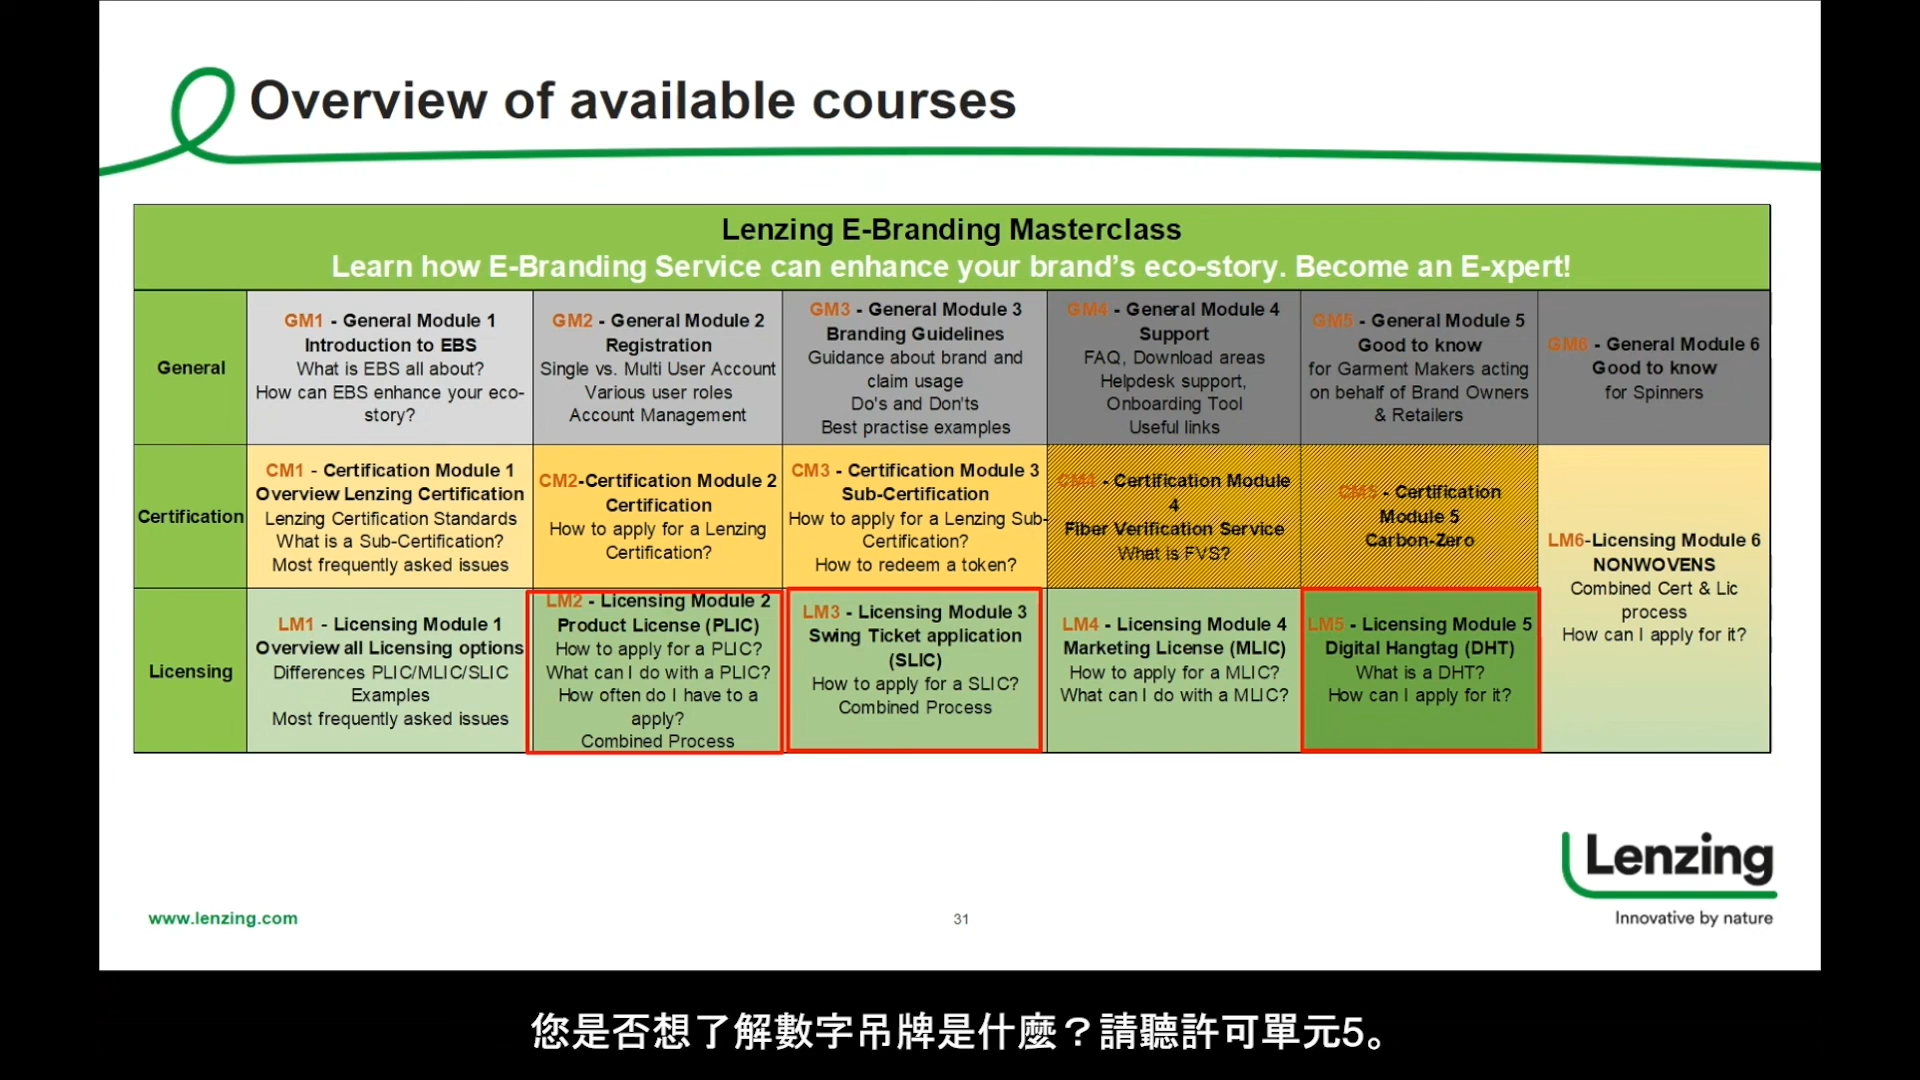 Overview of available courses
Lenzing E-Branding Masterclass
Learn how E-Branding Service can enhance your brand's eco-story. Become an E-xpert!
General
GM1 - General Module 1
Introduction to EBS
What is EBS all about?
How can EBS enhance your eco-
story?
GM2 - General Module 2
Registration
Single vs. Multi User Account
Various user roles
Account Management
GM3 - General Module 3
Branding Guidelines
Guidance about brand and
claim usage
Do's and Don'ts
Best practise examples
GM4 - General Module 4
Support
FAQ, Download areas
Helpdesk support,
Onboarding Tool
Useful links
GM5 - General Module 5
Good to know
for Garment Makers acting
on behalf of Brand Owners
& Retailers
GM6 - General Module 6
Good to know
for Spinners
Certification
CM1 - Certification Module 1
Overview Lenzing Certification
Lenzing Certification Standards
What is a Sub-Certification?
Most frequently asked issues
CM2-Certification Module 2
Certification
How to apply for a Lenzing
Certification?
CM3 - Certification Module 3
Sub-Certification
How to apply for a Lenzing Sub-
Certification?
How to redeem a token?
CM4 - Certification Module
4
Fiber Verification Service
What is FVS?
CM5 - Certification
Module 5
Carbon-Zero
LM6-Licensing Module 6
NONWOVENS
Combined Cert & Lic
process
How can I apply for it?
Licensing
LM1 - Licensing Module 1
Overview all Licensing options
Differences PLIC/MLIC/SLIC
Examples
Most frequently asked issues
LM2 - Licensing Module 2
Product License (PLIC)
How to apply for a PLIC?
What can I do with a PLIC?
How often do I have to a
apply?
Combined Process
LM3 - Licensing Module 3
Swing Ticket application
(SLIC)
How to apply for a SLIC?
Combined Process
LM4 - Licensing Module 4
Marketing License (MLIC)
How to apply for a MLIC?
What can I do with a MLIC?
LM5 - Licensing Module 5
Digital Hangtag (DHT)
What is a DHT?
How can I apply for it?
Lenzing
Innovative by nature
www.lenzing.com
31
您是否想了解數字吊牌是什麼？請聽許可單元5。